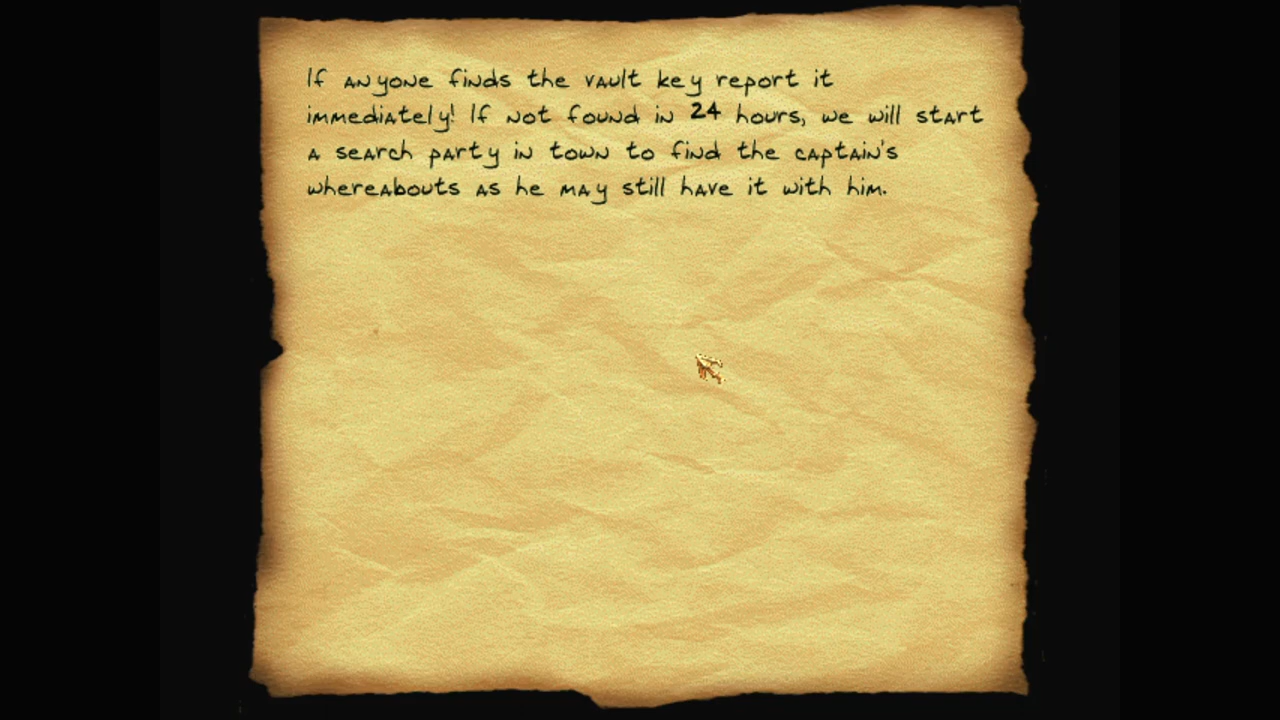 If anyone finds the vault key report it
immediately! If not found in 24 hours, we will start
a search party in town to find the captain's
whereabouts as he may still have it with him.